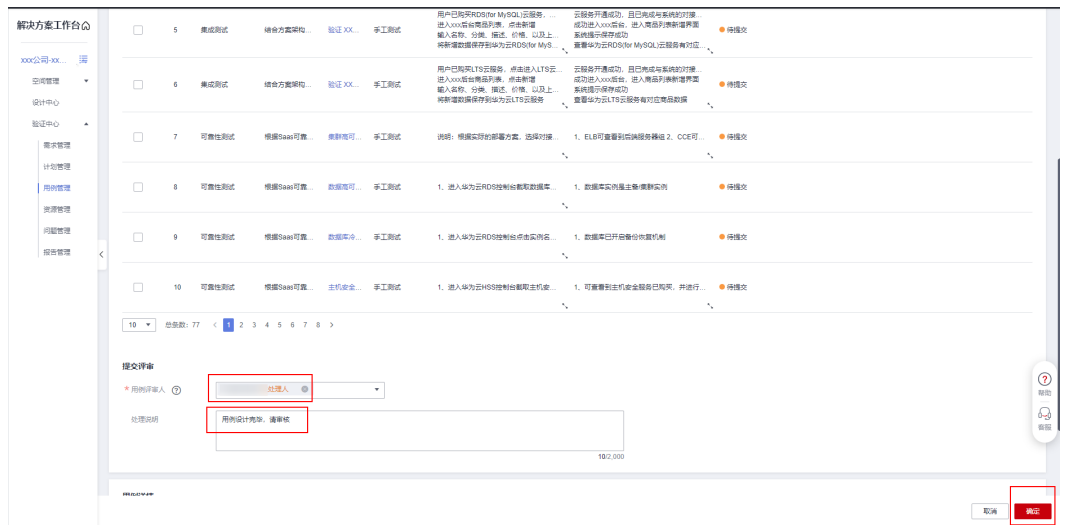 解决方案工作台
xxx公司-xx...
空间管理
设计中心
验证中心
需求管理
计划管理
用例管理
资源管理
问题管理
报告管理
5 集成测试 结合方案架构... 验证 XX... 手工测试
用户已购买RDS(for MySQL)云服务，...
进入xxx后台商品列表，点击新增
输入名称、分类、描述、价格、以及上...
将新增数据保存到华为云RDS(for MyS...
云服务开通成功，且已完成与系统的对接...
成功进入xxx后台，进入商品列表新增界面
系统提示保存成功
查看华为云RDS(for MySQL)云服务有对应...
待提交
6 集成测试 结合方案架构... 验证 XX... 手工测试
用户已购买LTS云服务，点击进入LTS云...
进入xxx后台商品列表，点击新增
输入名称、分类、描述、价格、以及上...
将新增数据保存到华为云LTS云服务
云服务开通成功，且已完成与系统的对接...
成功进入xxx后台，进入商品列表新增界面
系统提示保存成功
查看华为云LTS云服务有对应商品数据
待提交
7 可靠性测试 根据Saas可靠... 集群高可... 手工测试 说明：根据实际的部署方案，选择对接... 1、ELB可查看到后端服务器组 2、CCE可... 待提交
8 可靠性测试 根据Saas可靠... 数据高可... 手工测试 1、进入华为云RDS控制台截取数据库... 1、数据库实例是主备/集群实例 待提交
9 可靠性测试 根据Saas可靠... 数据库冷... 手工测试 1、进入华为云RDS控制台点击实例名... 1、数据库已开启备份恢复机制 待提交
10 可靠性测试 根据Saas可靠... 主机安全... 手工测试 1、进入华为云HSS控制台截取主机安... 1、可查看到主机安全服务已购买，并进行... 待提交
10 总条数: 77 < 1 2 3 4 5 6 7 8 >
提交评审
* 用例评审人 ? 处理人
处理说明 用例设计完毕，请审核
10/2,000
帮助
客服
取消 确定